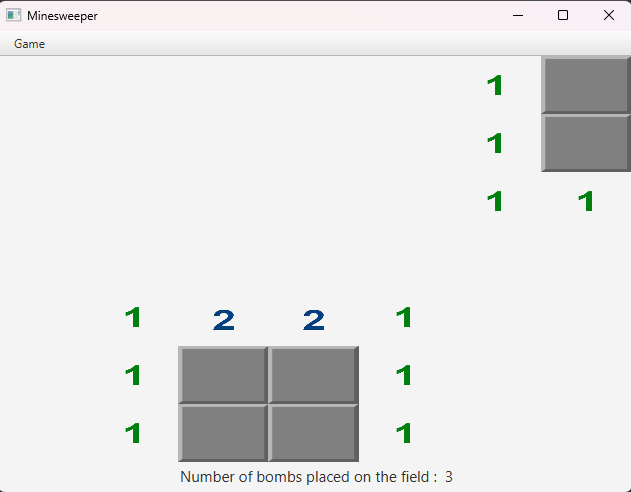 Minesweeper
Game
1
1
1 1
1 2 2 1
1 1
1 1
Number of bombs placed on the field : 3